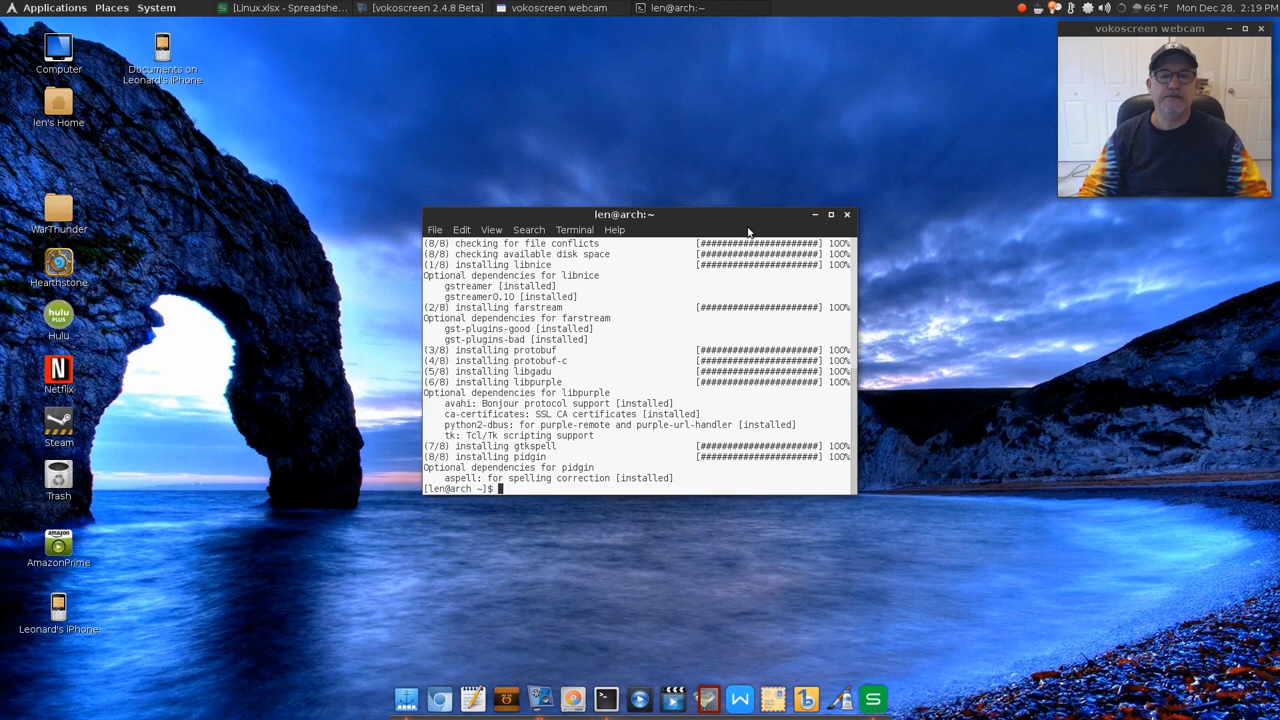 Applications Places System
[Linux.xlsx - Spreadshe...
[vokoscreen 2.4.8 Beta]
vokoscreen webcam
len@arch:~
66 °F Mon Dec 28, 2:19 PM
vokoscreen webcam
Computer
Documents on
Leonard's iPhone
len's Home
WarThunder
Hearthstone
hulu
PLUS
Hulu
N
Netflix
Steam
Trash
amazon
AmazonPrime
Leonard's iPhone
len@arch:~
File Edit View Search Terminal Help
(8/8) checking for file conflicts [######################] 100%
(8/8) checking available disk space [######################] 100%
(1/8) installing libnice [######################] 100%
Optional dependencies for libnice
gstreamer [installed]
gstreamer0.10 [installed]
(2/8) installing farstream [######################] 100%
Optional dependencies for farstream
gst-plugins-good [installed]
gst-plugins-bad [installed]
(3/8) installing protobuf [######################] 100%
(4/8) installing protobuf-c [######################] 100%
(5/8) installing libgadu [######################] 100%
(6/8) installing libpurple [######################] 100%
Optional dependencies for libpurple
avahi: Bonjour protocol support [installed]
ca-certificates: SSL CA certificates [installed]
python2-dbus: for purple-remote and purple-url-handler [installed]
tk: Tcl/Tk scripting support
(7/8) installing gtkspell [######################] 100%
(8/8) installing pidgin [######################] 100%
Optional dependencies for pidgin
aspell: for spelling correction [installed]
[len@arch ~]$